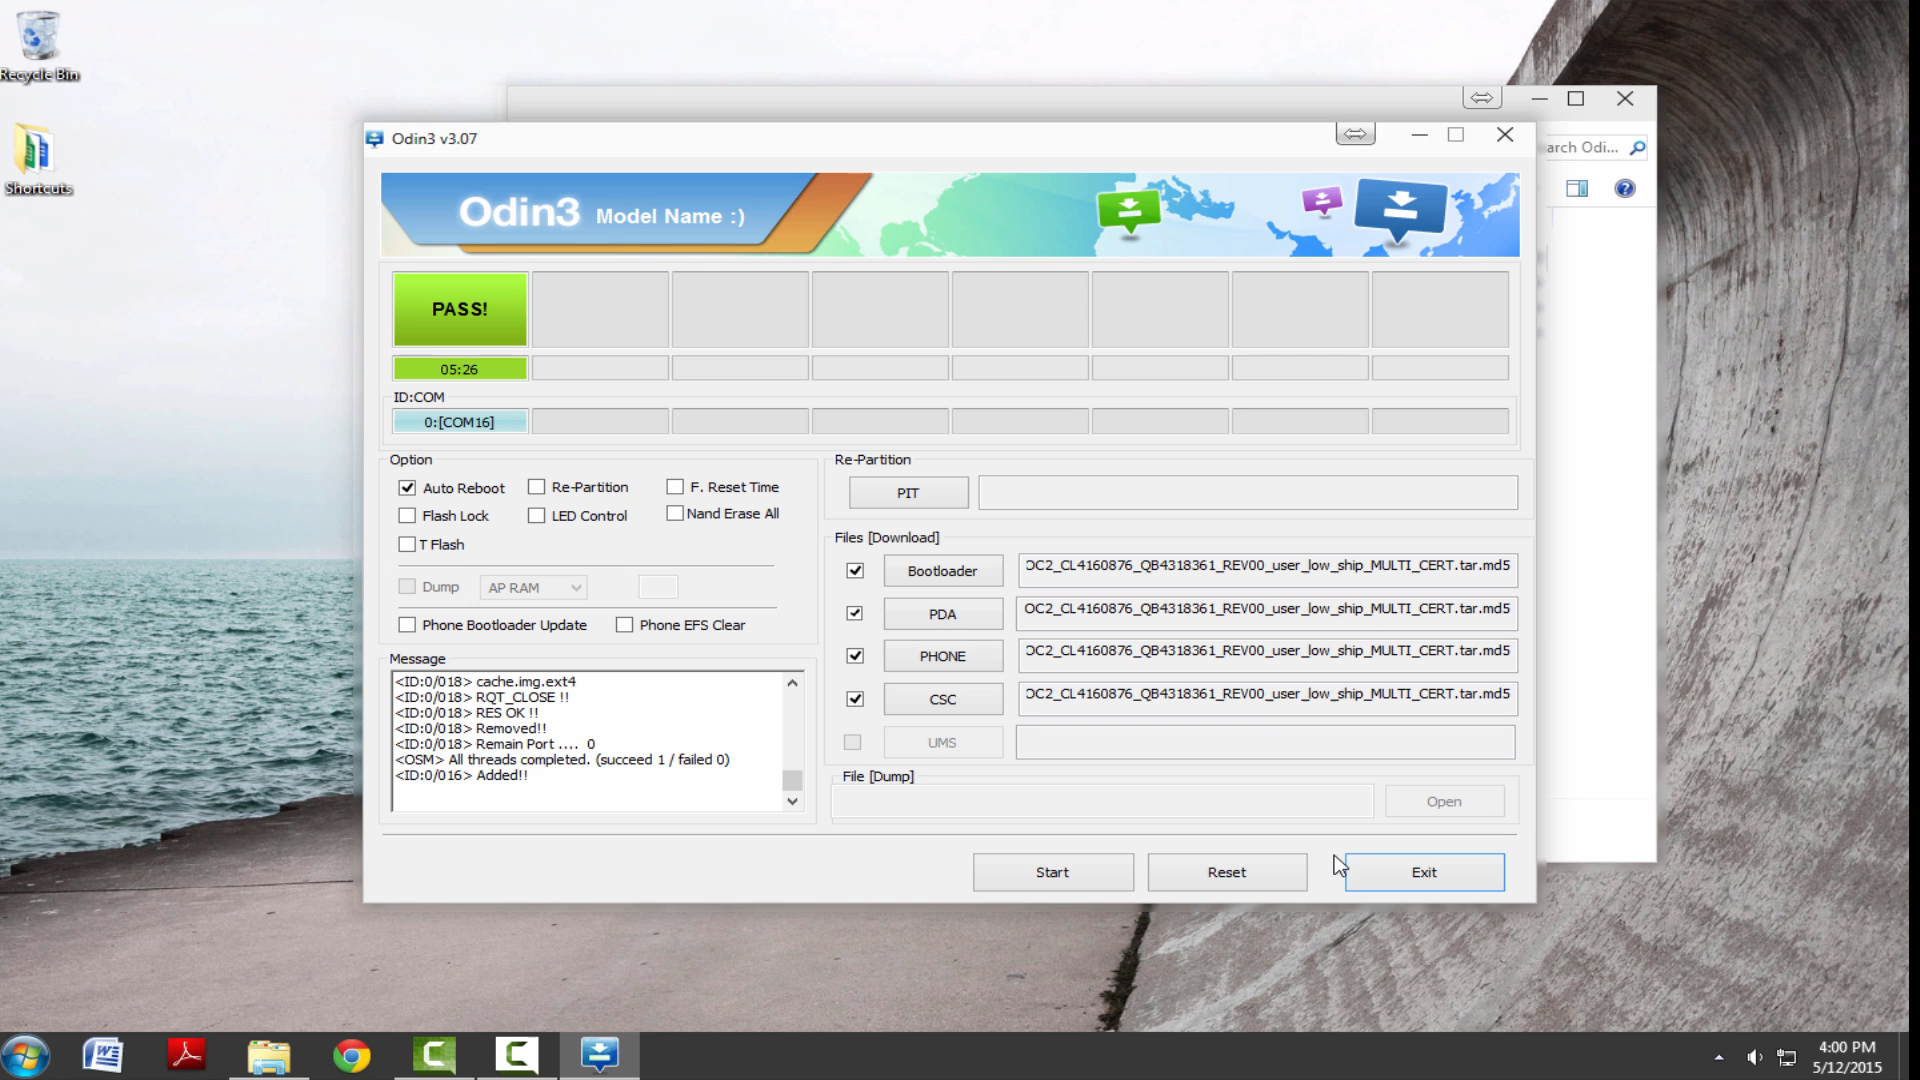 Recycle Bin
Shortcuts
arch Odi...
Odin3 v3.07
Odin3 Model Name :)
PASS!
05:26
ID:COM
0:[COM16]
Option
Auto Reboot
Re-Partition
F. Reset Time
Flash Lock
LED Control
Nand Erase All
T Flash
Dump
AP RAM
Phone Bootloader Update
Phone EFS Clear
Message
<ID:0/018> cache.img.ext4
<ID:0/018> RQT_CLOSE !!
<ID:0/018> RES OK !!
<ID:0/018> Removed!!
<ID:0/018> Remain Port .... 0
<OSM> All threads completed. (succeed 1 / failed 0)
<ID:0/016> Added!!
Re-Partition
PIT
Files [Download]
Bootloader
OC2_CL4160876_QB4318361_REV00_user_low_ship_MULTI_CERT.tar.md5
PDA
OC2_CL4160876_QB4318361_REV00_user_low_ship_MULTI_CERT.tar.md5
PHONE
OC2_CL4160876_QB4318361_REV00_user_low_ship_MULTI_CERT.tar.md5
CSC
OC2_CL4160876_QB4318361_REV00_user_low_ship_MULTI_CERT.tar.md5
UMS
File [Dump]
Open
Start
Reset
Exit
4:00 PM
5/12/2015